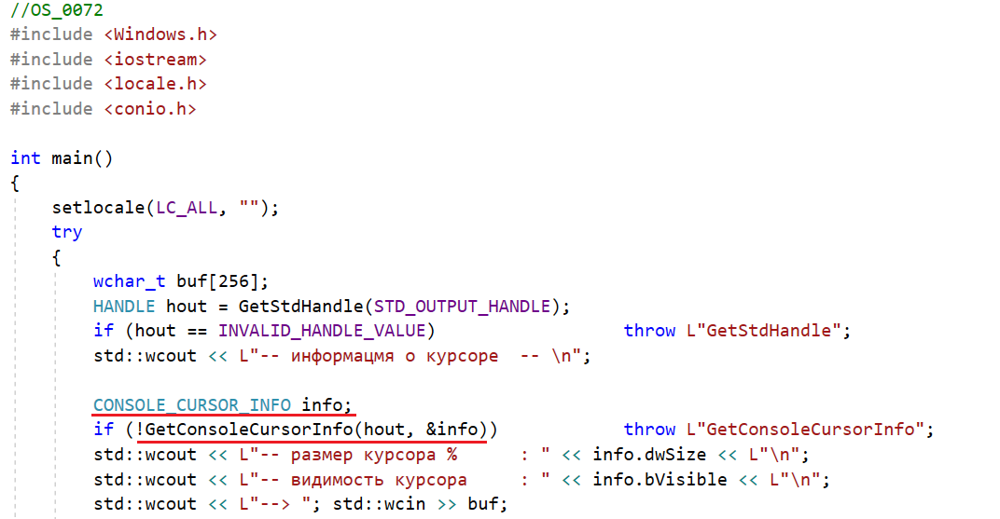 //OS_0072
#include <Windows.h>
#include <iostream>
#include <locale.h>
#include <conio.h>
int main()
{
setlocale(LC_ALL, "");
try
{
wchar_t buf[256];
HANDLE hout = GetStdHandle(STD_OUTPUT_HANDLE);
if (hout == INVALID_HANDLE_VALUE) throw L"GetStdHandle";
std::wcout << L"-- информацмя о курсоре -- \n";
CONSOLE_CURSOR_INFO info;
if (!GetConsoleCursorInfo(hout, &info)) throw L"GetConsoleCursorInfo";
std::wcout << L"-- размер курсора % : " << info.dwSize << L"\n";
std::wcout << L"-- видимость курсора : " << info.bVisible << L"\n";
std::wcout << L"--> "; std::wcin >> buf;